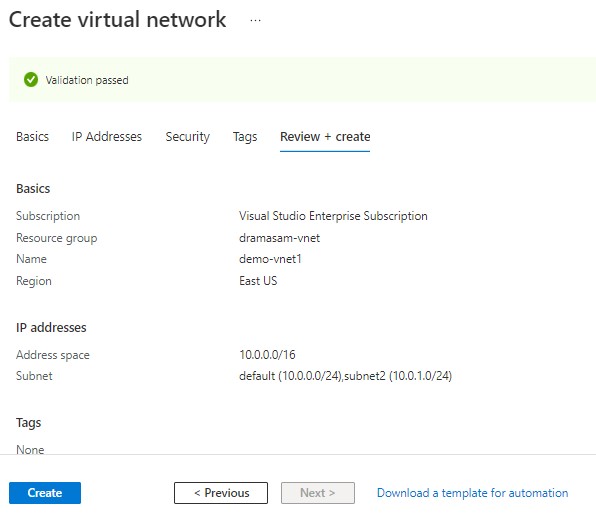 Create virtual network ...
Validation passed
Basics IP Addresses Security Tags Review + create
Basics
Subscription Visual Studio Enterprise Subscription
Resource group dramasam-vnet
Name demo-vnet1
Region East US
IP addresses
Address space 10.0.0.0/16
Subnet default (10.0.0.0/24),subnet2 (10.0.1.0/24)
Tags
None
Create < Previous Next > Download a template for automation